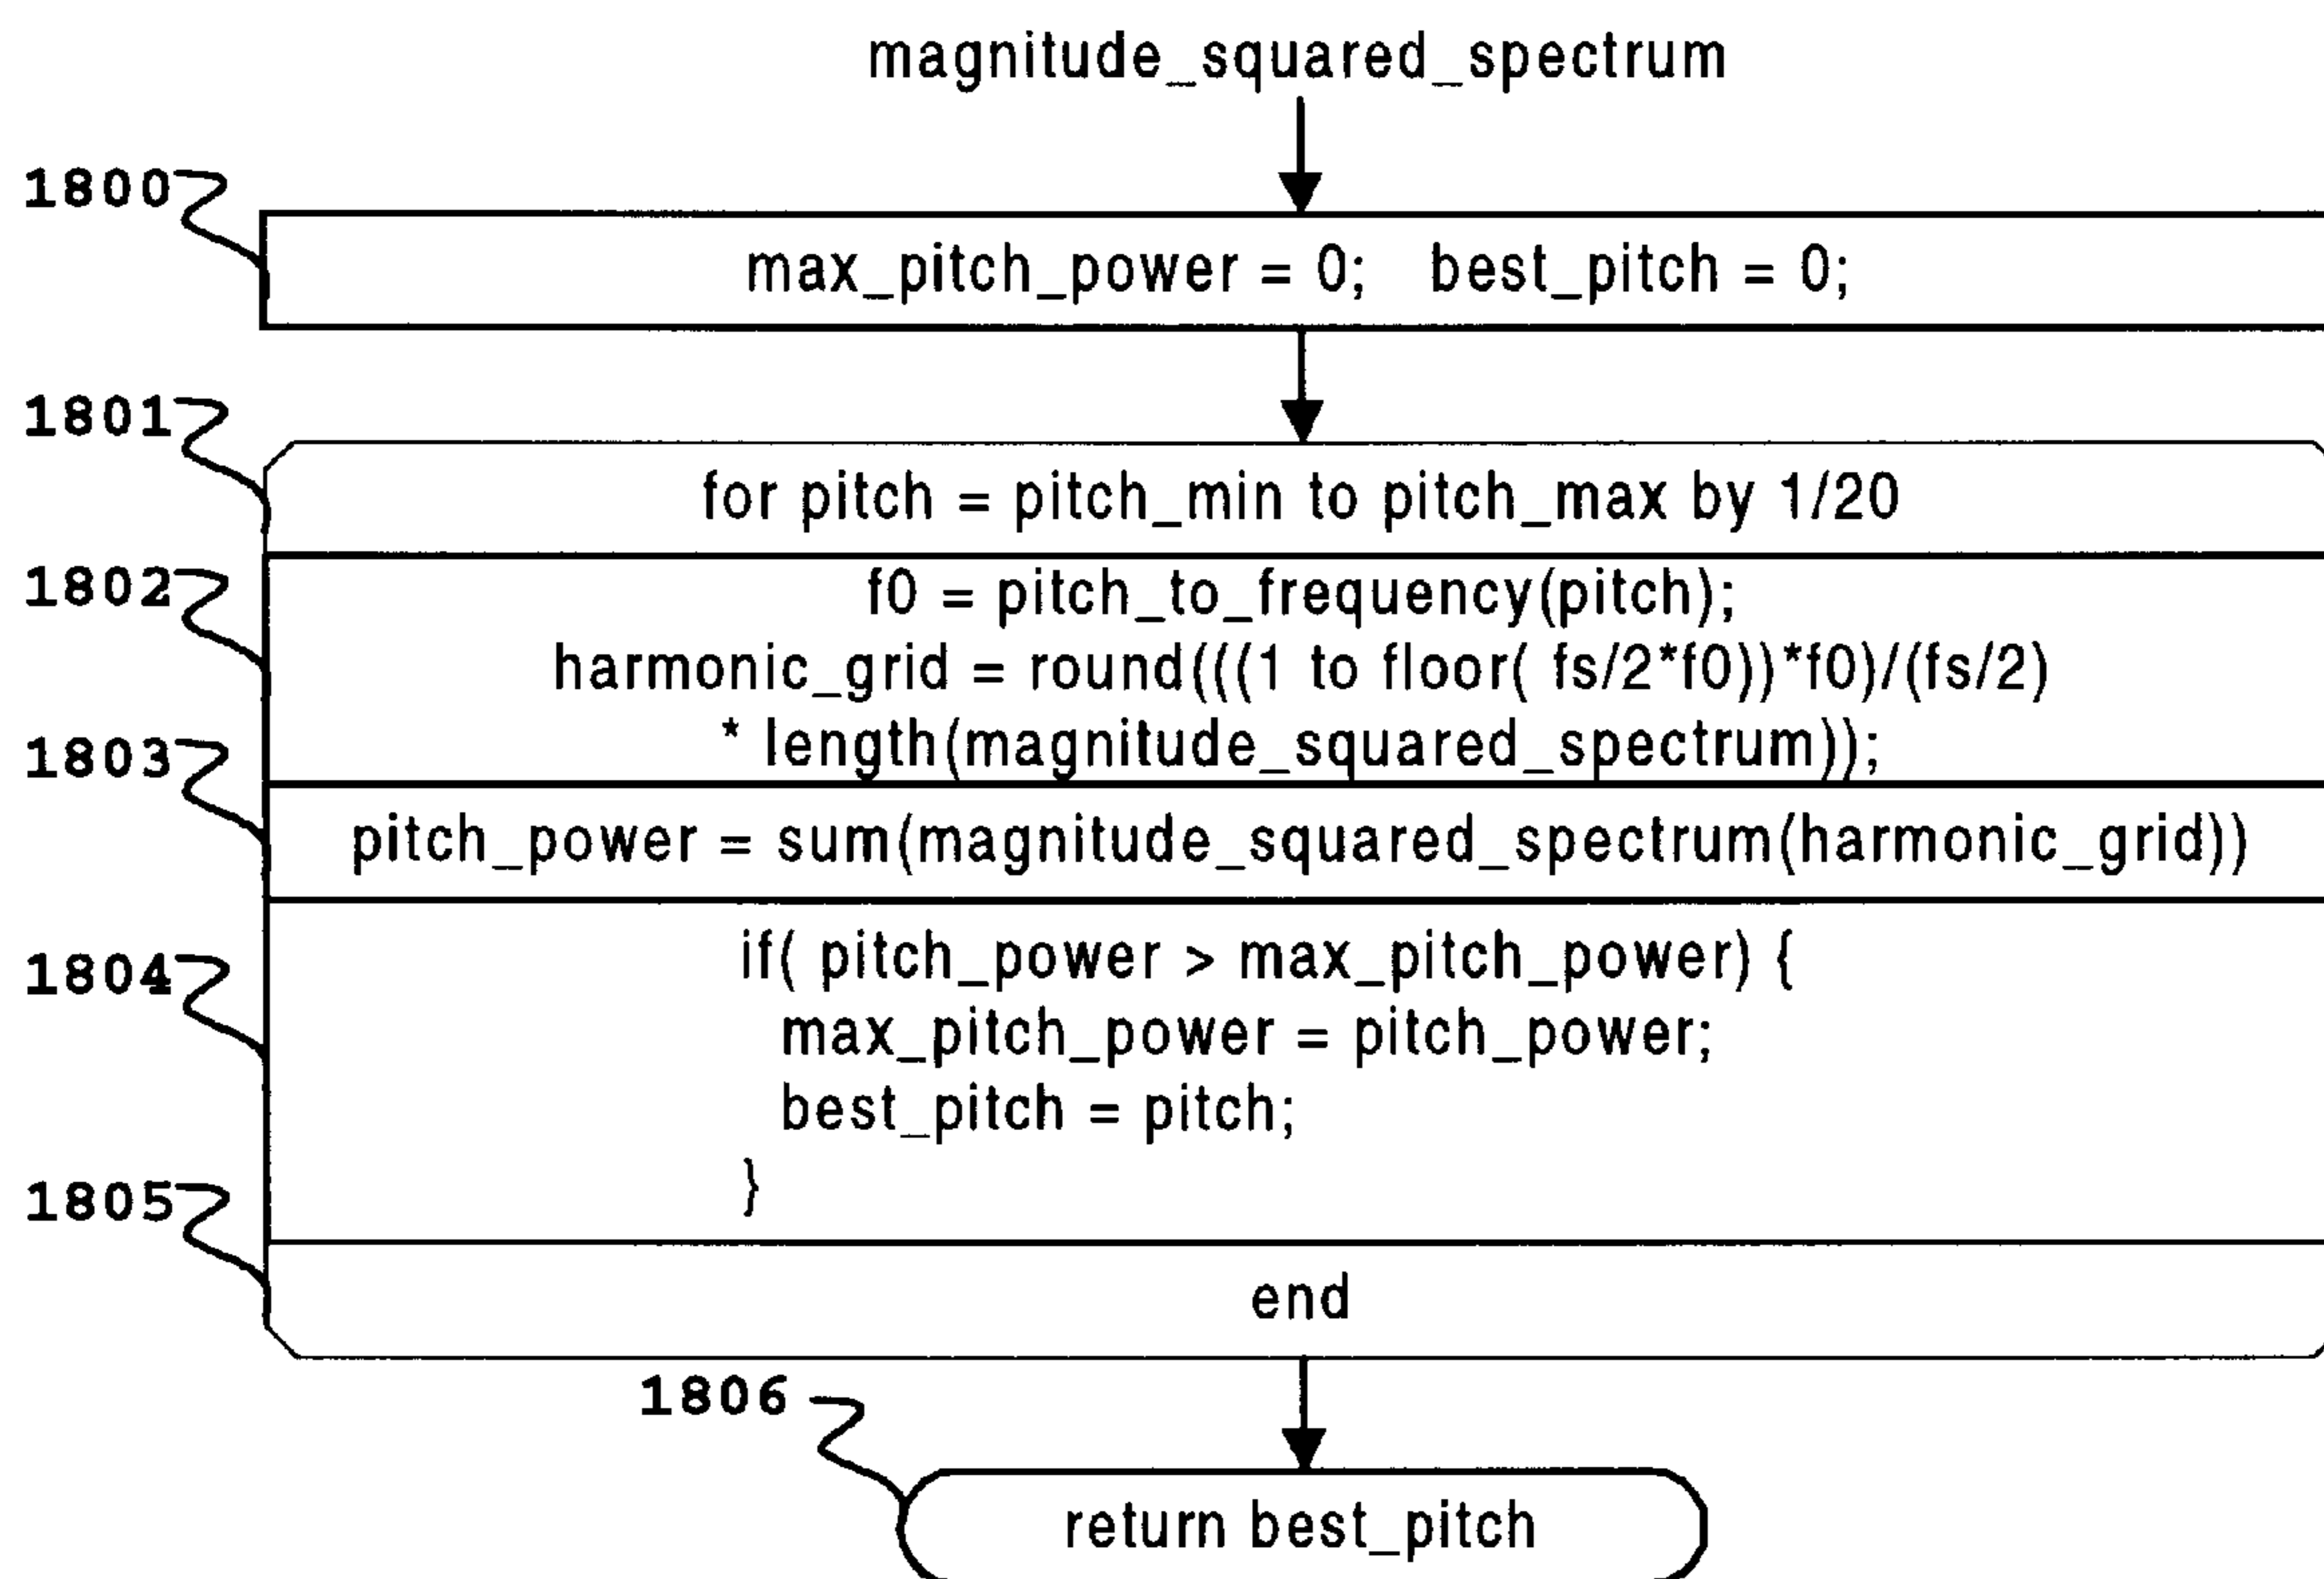 magnitude_squared_spectrum
1800
max_pitch_power = 0; best_pitch = 0;
1801
for pitch = pitch_min to pitch_max by 1/20
1802
f0 = pitch_to_frequency(pitch);
harmonic_grid = round(((1 to floor( fs/2*f0))*f0)/(fs/2)
* length(magnitude_squared_spectrum));
1803
pitch_power = sum(magnitude_squared_spectrum(harmonic_grid))
1804
if( pitch_power > max_pitch_power) {
max_pitch_power = pitch_power;
best_pitch = pitch;
}
1805
end
1806
return best_pitch